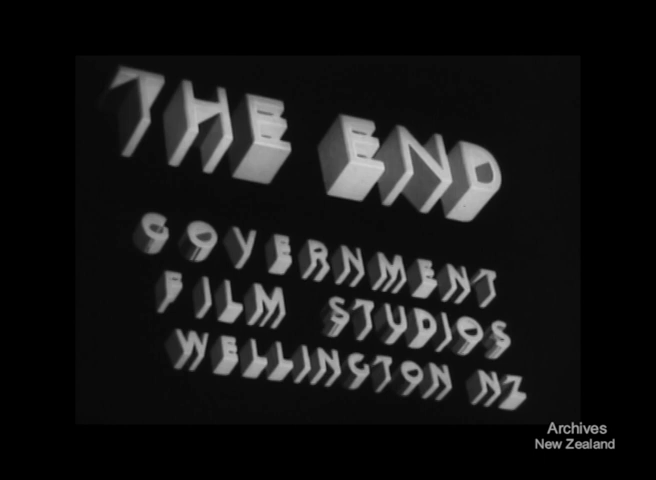 THE END
GOVERNMENT
FILM STUDIOS
WELLINGTON NZ
Archives
New Zealand